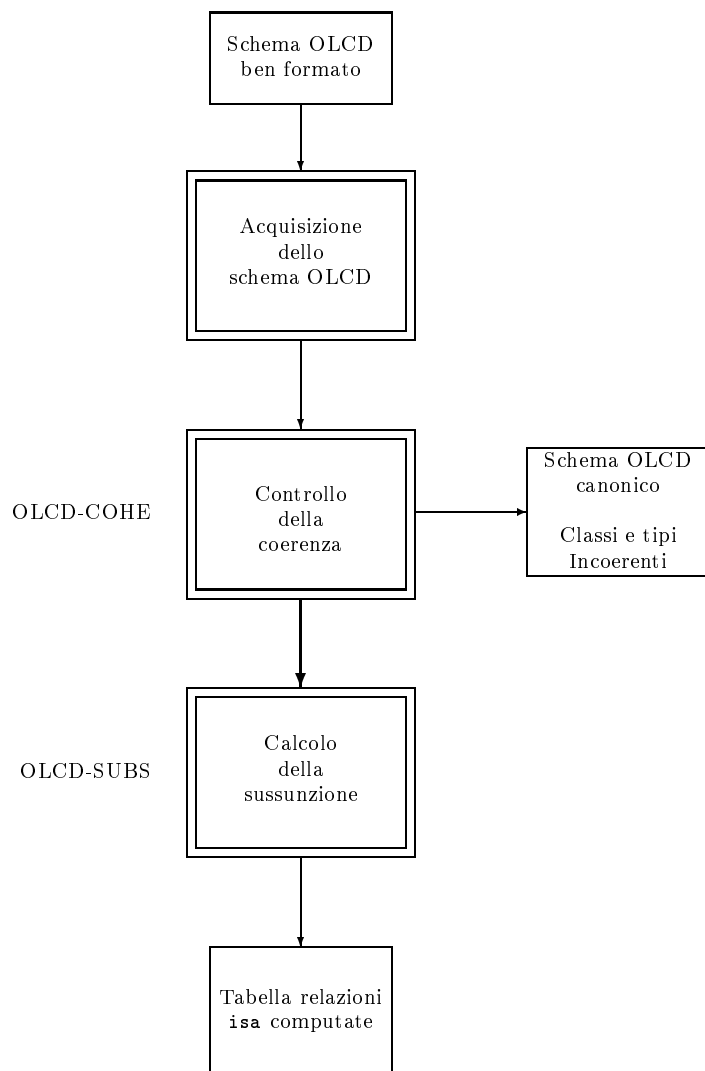 Schema OLCD
ben formato
Acquisizione
dello
schema OLCD
OLCD-COHE
Controllo
della
coerenza
Schema OLCD
canonico
Classi e tipi
Incoerenti
OLCD-SUBS
Calcolo
della
sussunzione
Tabella relazioni
isa computate